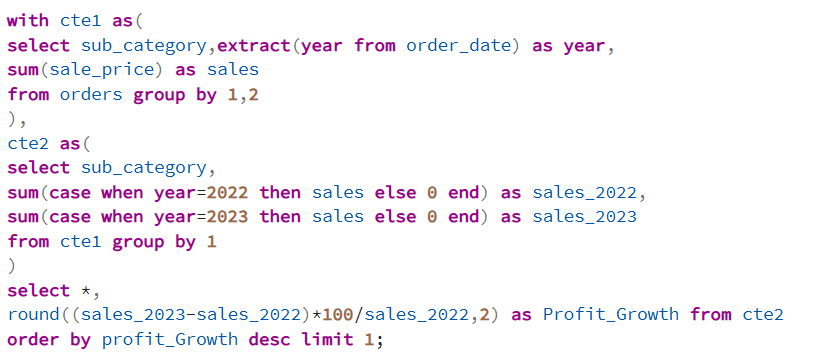 with cte1 as(
select sub_category,extract(year from order_date) as year,
sum(sale_price) as sales
from orders group by 1,2
),
cte2 as(
select sub_category,
sum(case when year=2022 then sales else 0 end) as sales_2022,
sum(case when year=2023 then sales else 0 end) as sales_2023
from cte1 group by 1
)
select *,
round((sales_2023-sales_2022)*100/sales_2022,2) as Profit_Growth from cte2
order by profit_Growth desc limit 1;